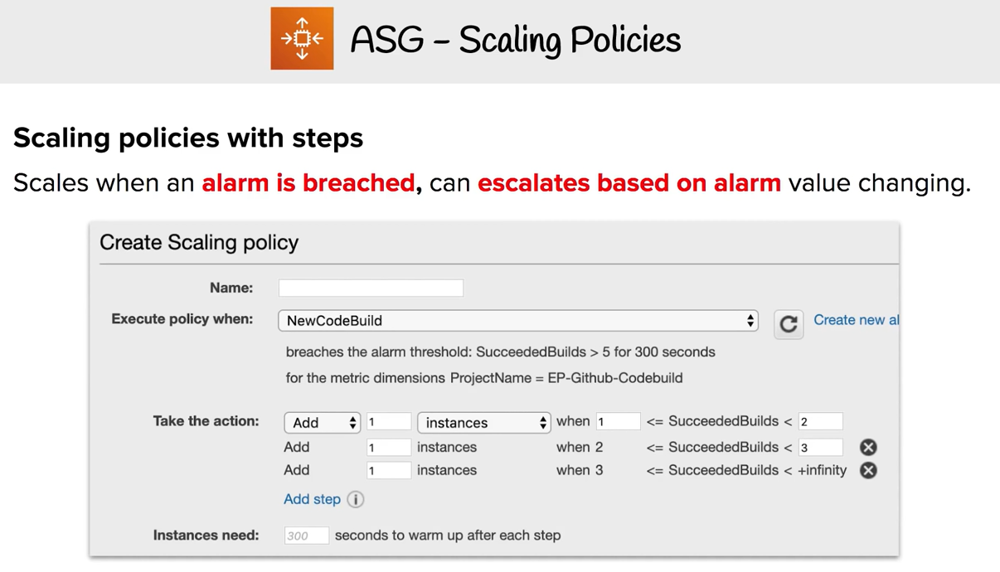 ASG – Scaling Policies
Scaling policies with steps
Scales when an alarm is breached, can escalates based on alarm value changing.
Create Scaling policy
Name:
Execute policy when: NewCodeBuild Create new al
breaches the alarm threshold: SucceededBuilds > 5 for 300 seconds
for the metric dimensions ProjectName = EP-Github-Codebuild
Take the action: Add 1 instances when 1 <= SucceededBuilds < 2
Add 1 instances when 2 <= SucceededBuilds < 3
Add 1 instances when 3 <= SucceededBuilds < +infinity
Add step i
Instances need: 300 seconds to warm up after each step